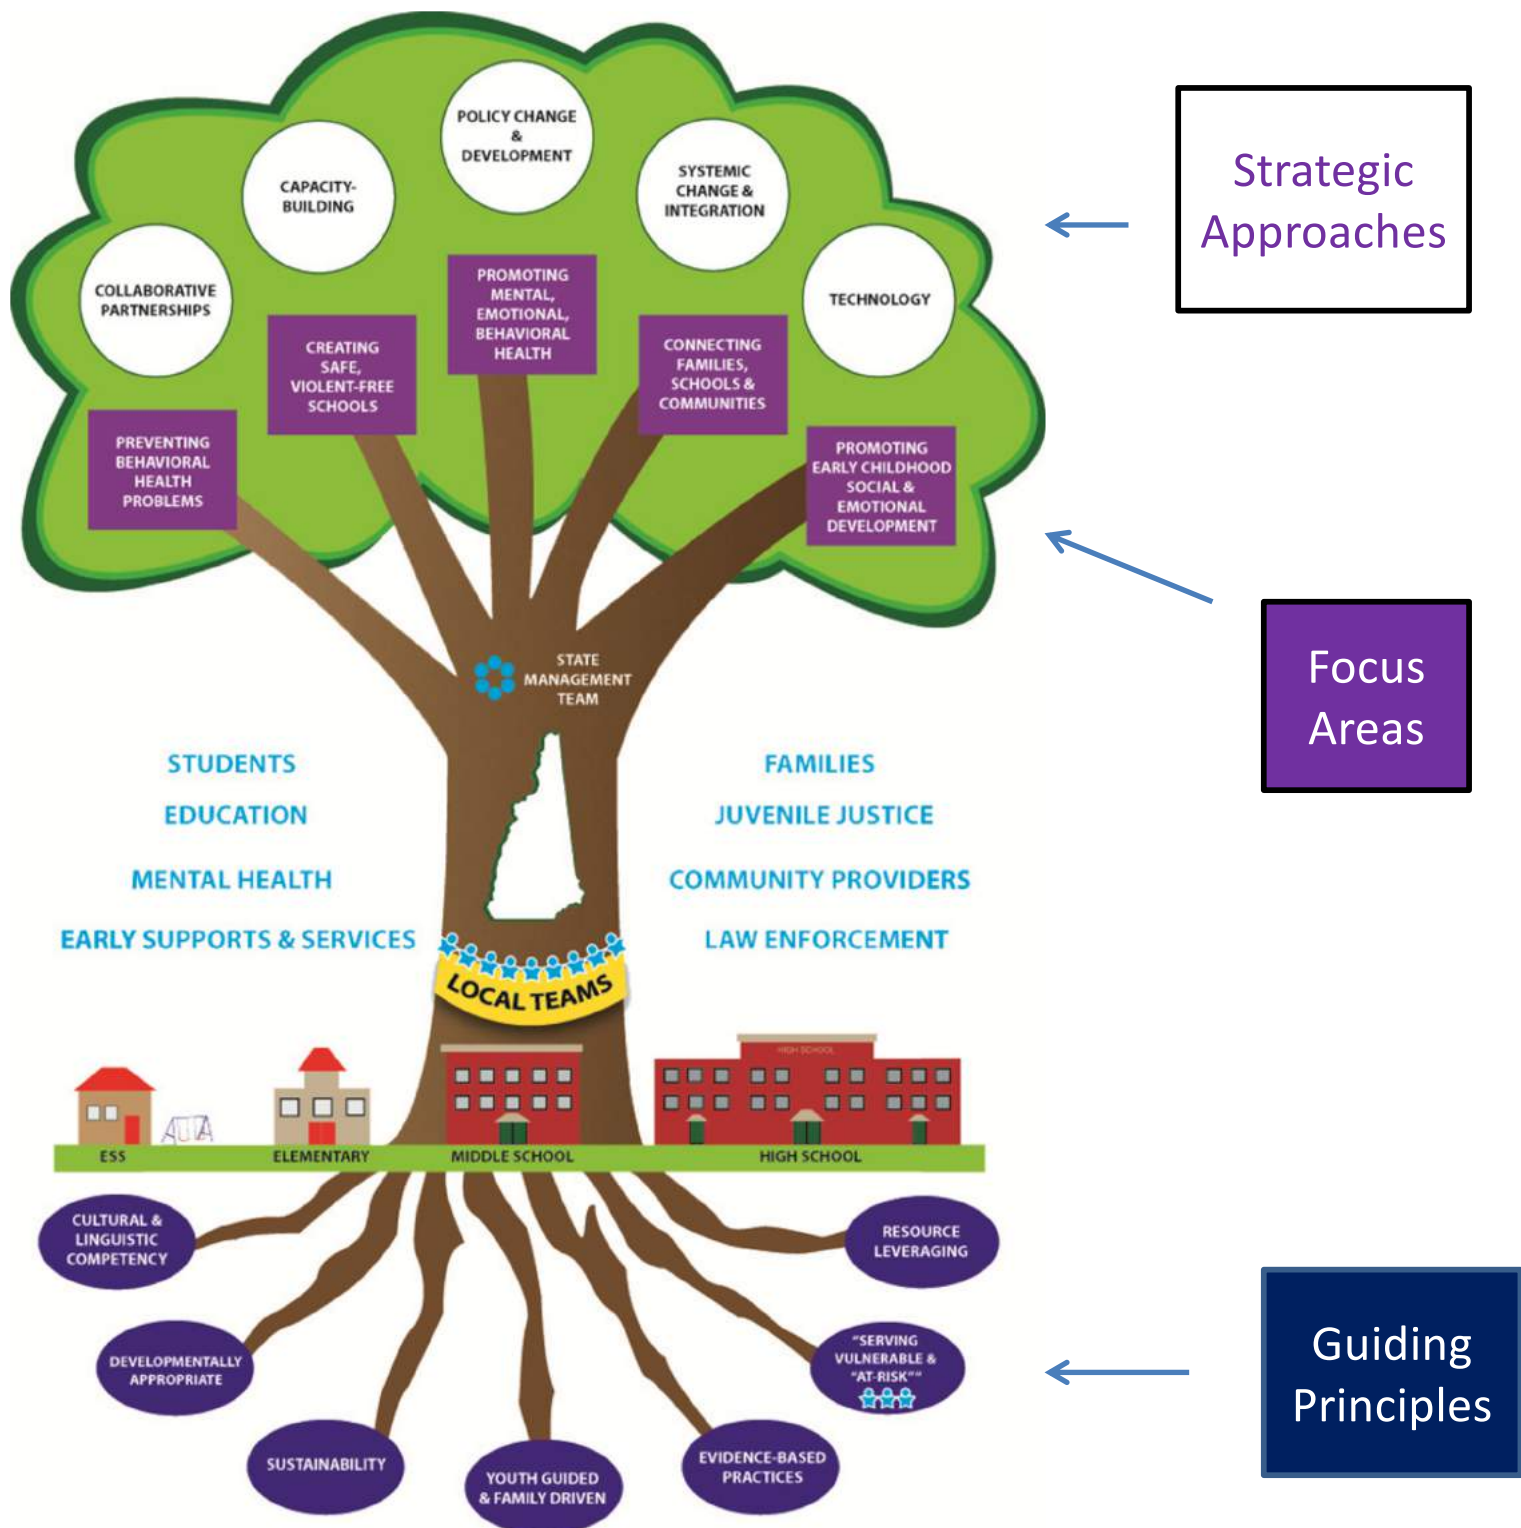 POLICY CHANGE
&
DEVELOPMENT
CAPACITY-
BUILDING
SYSTEMIC
CHANGE &
INTEGRATION
COLLABORATIVE
PARTNERSHIPS
TECHNOLOGY
Strategic
Approaches
PREVENTING
BEHAVIORAL
HEALTH
PROBLEMS
CREATING
SAFE,
VIOLENT-FREE
SCHOOLS
PROMOTING
MENTAL,
EMOTIONAL,
BEHAVIORAL
HEALTH
CONNECTING
FAMILIES,
SCHOOLS &
COMMUNITIES
PROMOTING
EARLY CHILDHOOD
SOCIAL &
EMOTIONAL
DEVELOPMENT
Focus
Areas
STATE
MANAGEMENT
TEAM
STUDENTS
EDUCATION
MENTAL HEALTH
EARLY SUPPORTS & SERVICES
FAMILIES
JUVENILE JUSTICE
COMMUNITY PROVIDERS
LAW ENFORCEMENT
LOCAL TEAMS
HIGH SCHOOL
ESS
ELEMENTARY
MIDDLE SCHOOL
HIGH SCHOOL
CULTURAL &
LINGUISTIC
COMPETENCY
DEVELOPMENTALLY
APPROPRIATE
SUSTAINABILITY
YOUTH GUIDED
& FAMILY DRIVEN
EVIDENCE-BASED
PRACTICES
"SERVING
VULNERABLE &
"AT-RISK""
RESOURCE
LEVERAGING
Guiding
Principles